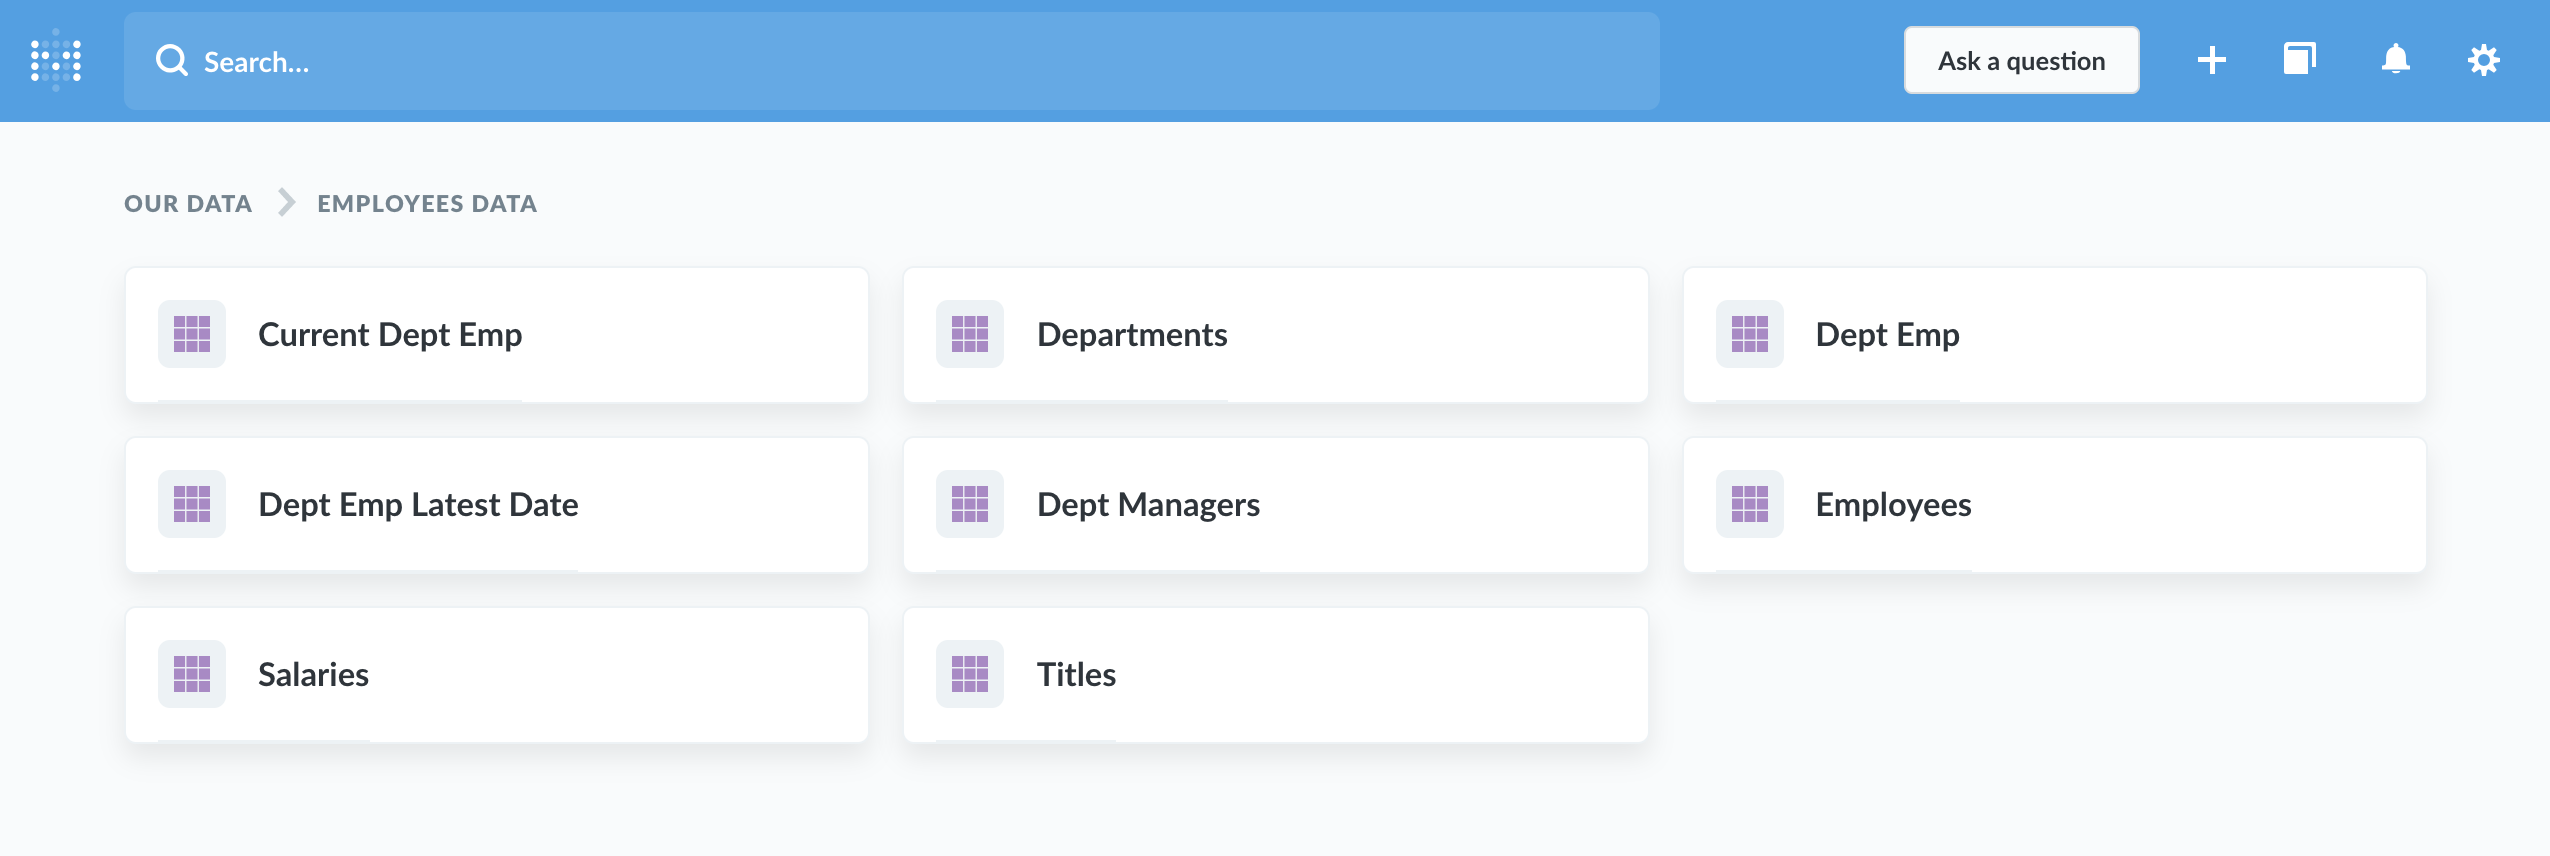 Search...
Ask a question
OUR DATA
EMPLOYEES DATA
Current Dept Emp
Departments
Dept Emp
Dept Emp Latest Date
Dept Managers
Employees
Salaries
Titles